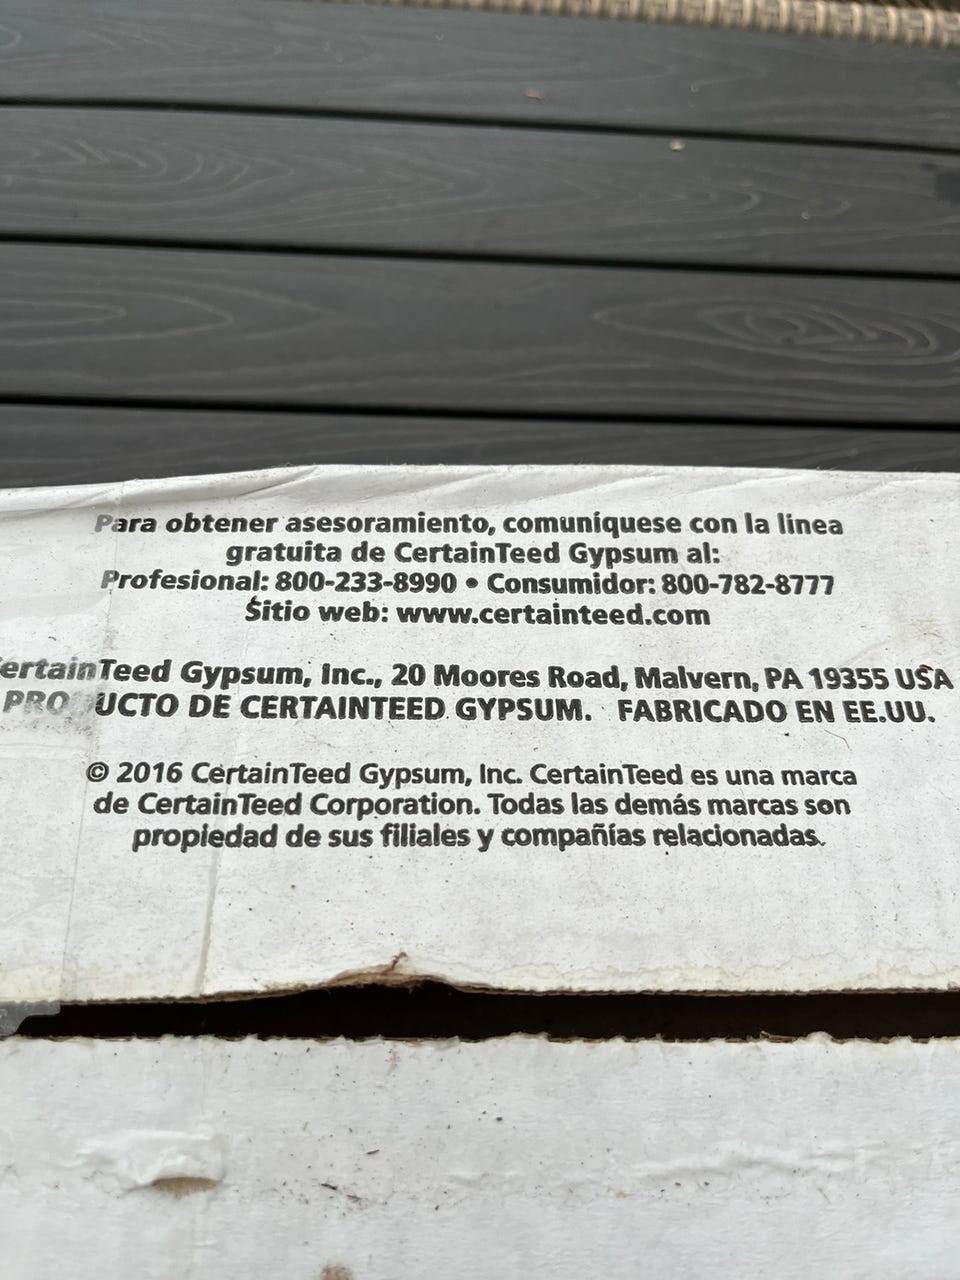 Para obtener asesoramiento, comuníquese con la línea
gratuita de CertainTeed Gypsum al:
Profesional: 800-233-8990 • Consumidor: 800-782-8777
Sitio web: www.certainteed.com
ertainTeed Gypsum, Inc., 20 Moores Road, Malvern, PA 19355 USA
PRODUCTO DE CERTAINTEED GYPSUM. FABRICADO EN EE.UU.
© 2016 CertainTeed Gypsum, Inc. CertainTeed es una marca
de CertainTeed Corporation. Todas las demás marcas son
propiedad de sus filiales y compañías relacionadas.